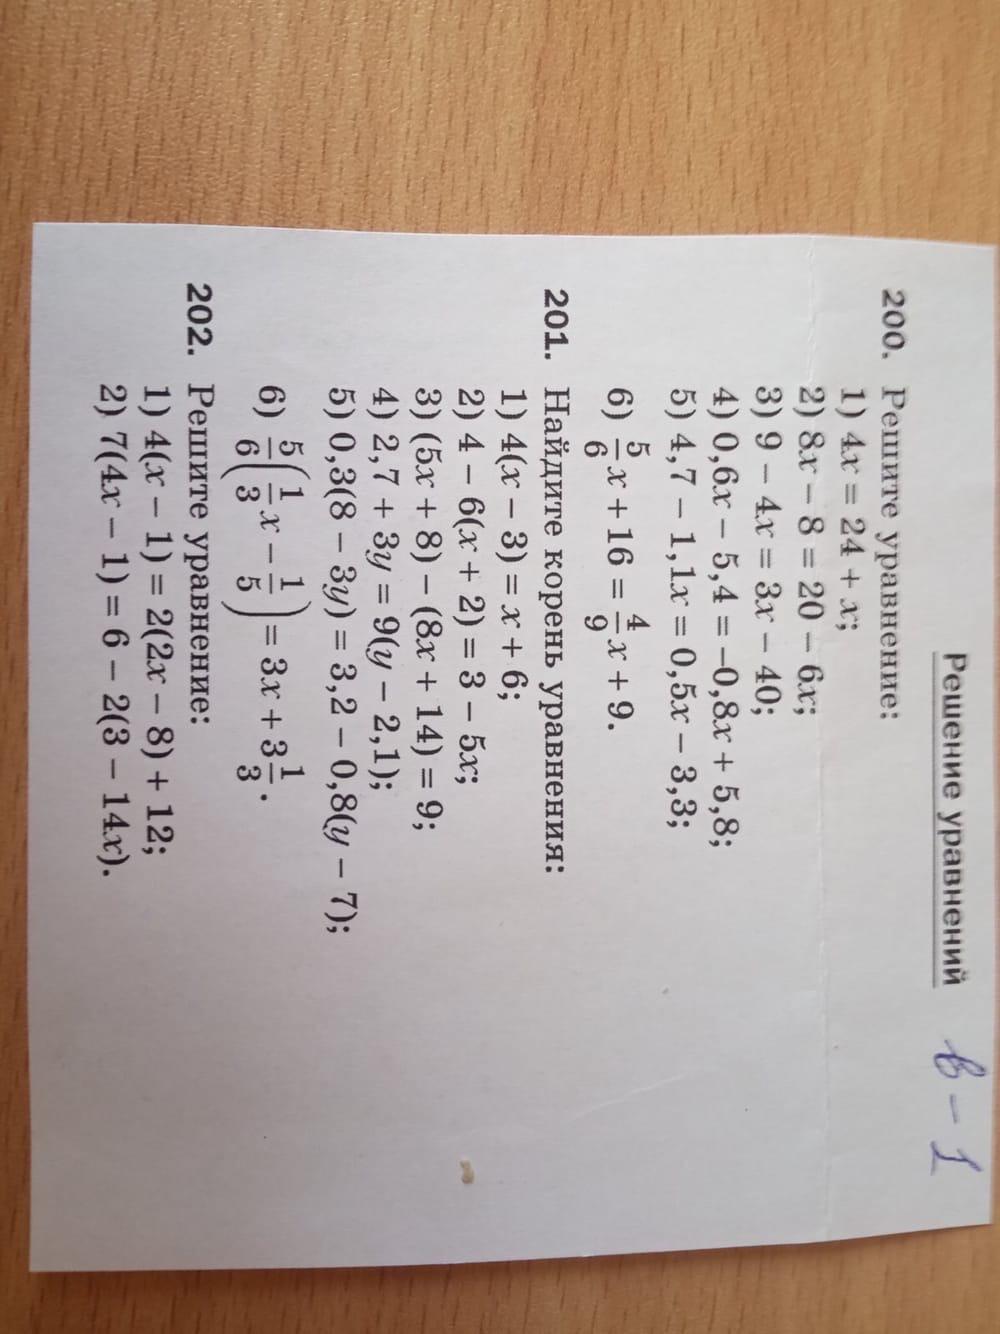 Решение уравнений в-1
200. Решите уравнение:
1) 4x = 24 + x;
2) 8x – 8 = 20 – 6x;
3) 9 – 4x = 3x – 40;
4) 0,6x – 5,4 = –0,8x + 5,8;
5) 4,7 – 1,1x = 0,5x – 3,3;
6) 5/6 x + 16 = 4/9 x + 9.
201. Найдите корень уравнения:
1) 4(x – 3) = x + 6;
2) 4 – 6(x + 2) = 3 – 5x;
3) (5x + 8) – (8x + 14) = 9;
4) 2,7 + 3y = 9(y – 2,1);
5) 0,3(8 – 3y) = 3,2 – 0,8(y – 7);
6) 5/6 (1/3 x – 1/5) = 3x + 3 1/3.
202. Решите уравнение:
1) 4(x – 1) = 2(2x – 8) + 12;
2) 7(4x – 1) = 6 – 2(3 – 14x).